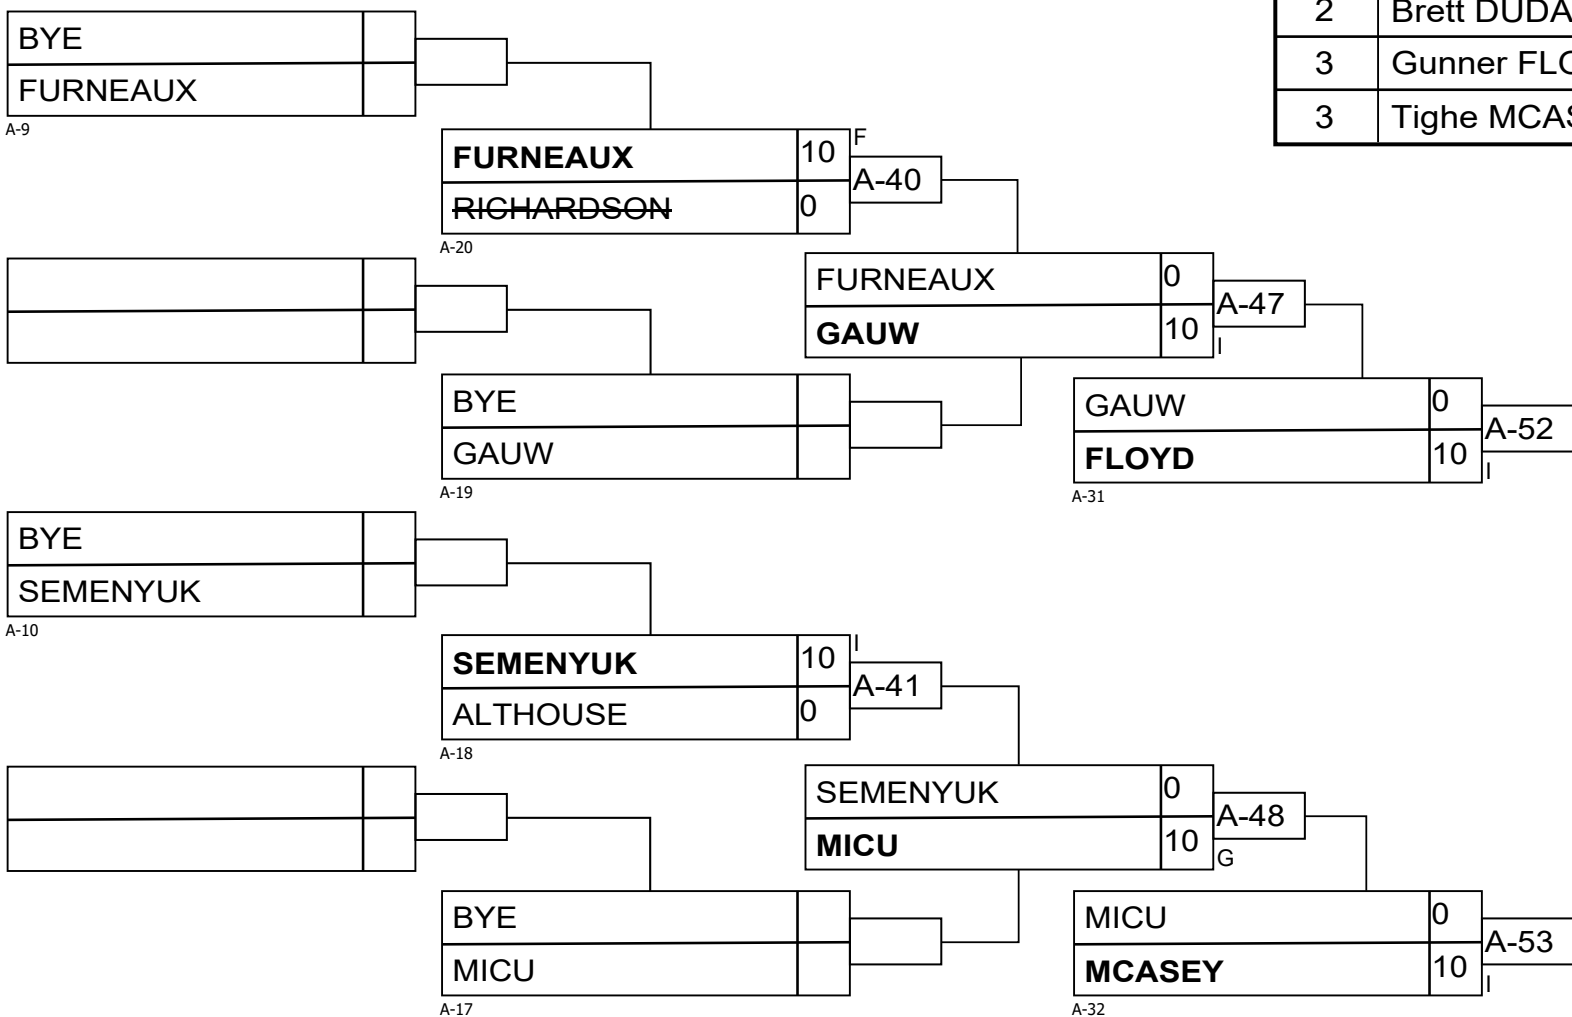 2 Brett DUDA
3 Gunner FLO
3 Tighe MCAS
BYE
FURNEAUX
A-9
FURNEAUX 10 F
A-40
RICHARDSON 0
A-20
FURNEAUX 0
A-47
GAUW 10 I
BYE
GAUW
A-19
GAUW 0
A-52
FLOYD 10 I
A-31
BYE
SEMENYUK
A-10
SEMENYUK 10 I
A-41
ALTHOUSE 0
A-18
SEMENYUK 0
A-48
MICU 10 G
BYE
MICU
A-17
MICU 0
A-53
MCASEY 10 I
A-32